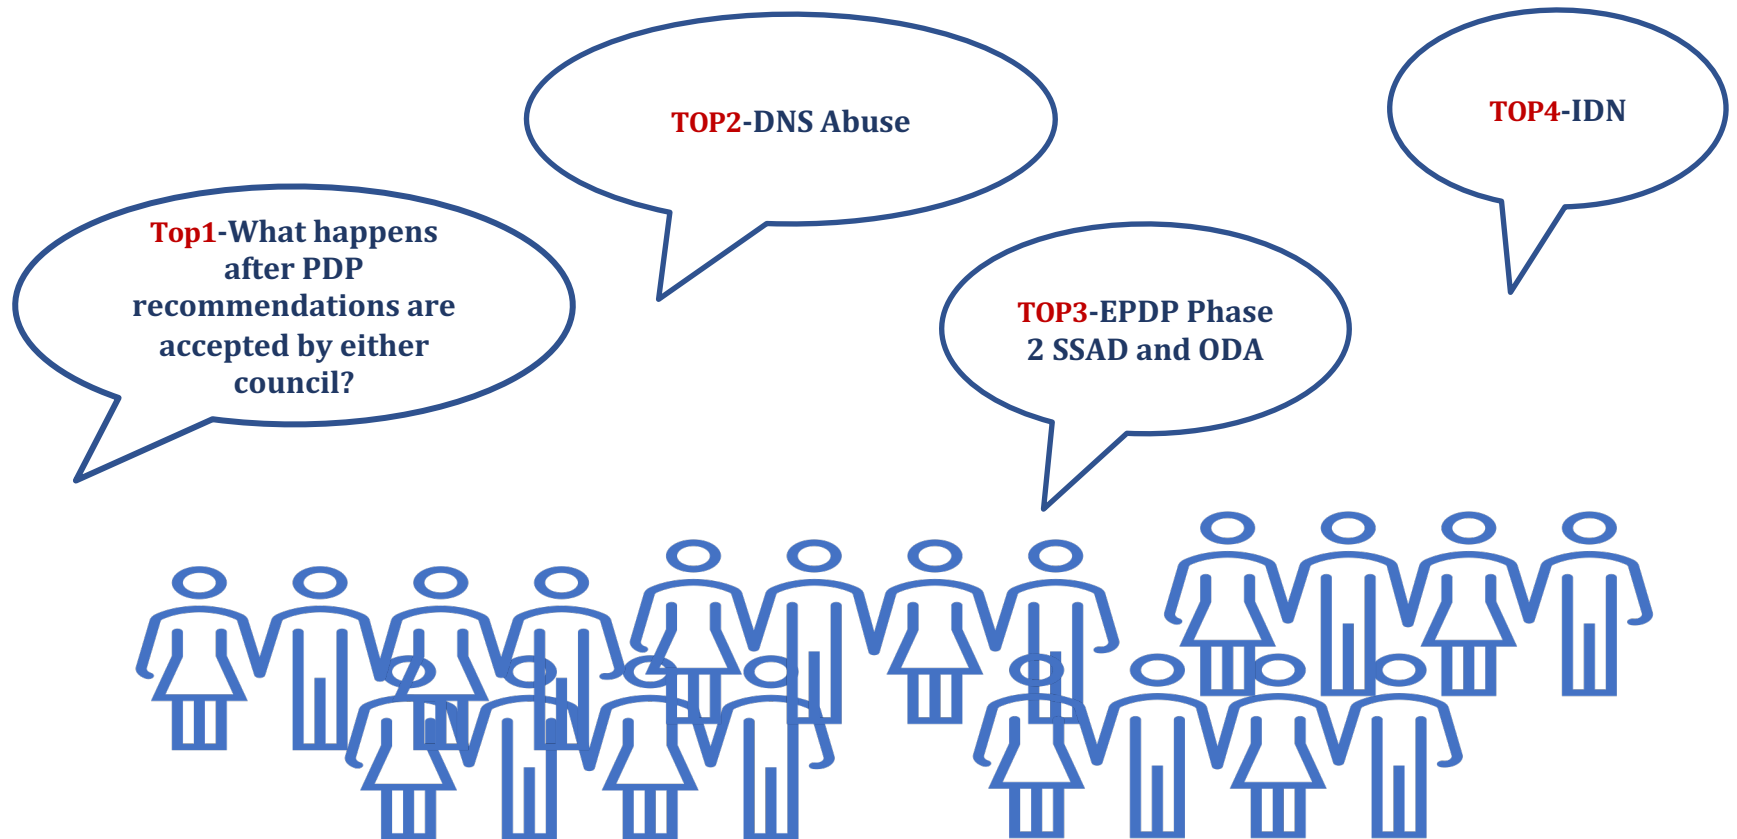 Top1-What happens
after PDP
recommendations are
accepted by either
council?
TOP2-DNS Abuse
TOP3-EPDP Phase
2 SSAD and ODA
TOP4-IDN